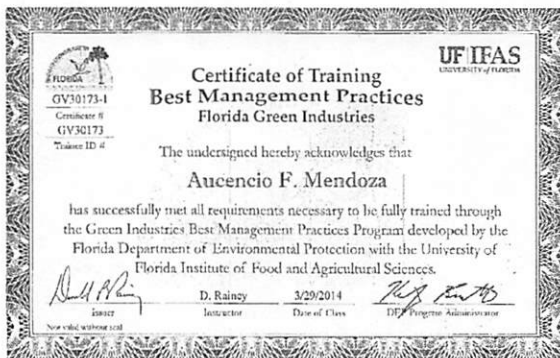 FLORIDA
UF IFAS
UNIVERSITY of FLORIDA
GV30173-1
Certificate #
GV30173
Trainee ID #
Certificate of Training
Best Management Practices
Florida Green Industries
The undersigned hereby acknowledges that
Aucencio F. Mendoza
has successfully met all requirements necessary to be fully trained through
the Green Industries Best Management Practices Program developed by the
Florida Department of Environmental Protection with the University of
Florida Institute of Food and Agricultural Sciences.
D. Rainey 3/29/2014
Issuer Instructor Date of Class DEP Program Administrator
Not valid without seal